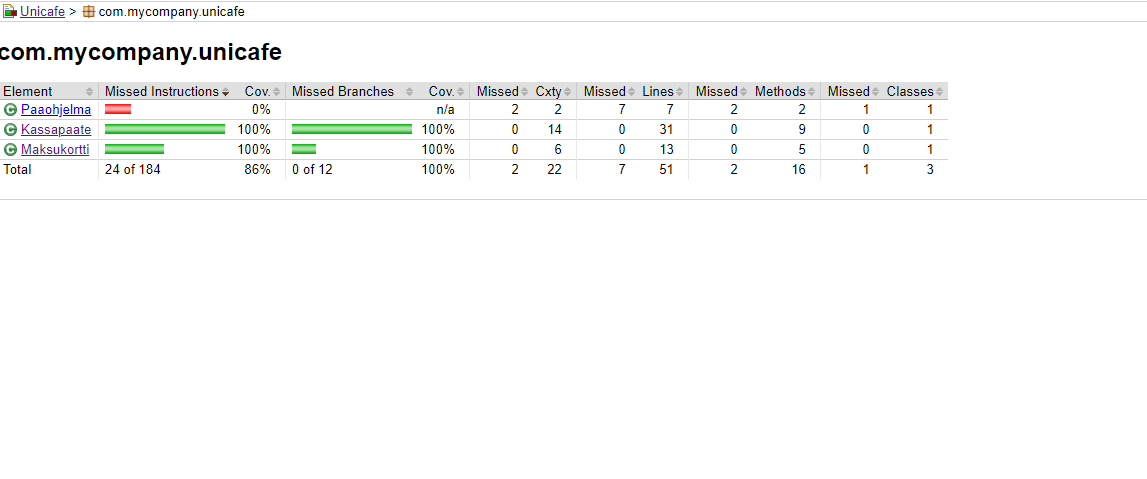 Unicafe > com.mycompany.unicafe
com.mycompany.unicafe
Element Missed Instructions Cov. Missed Branches Cov. Missed Cxty Missed Lines Missed Methods Missed Classes
C Paaohjelma 0% n/a 2 2 7 7 2 2 1 1
C Kassapaate 100% 100% 0 14 0 31 0 9 0 1
C Maksukortti 100% 100% 0 6 0 13 0 5 0 1
Total 24 of 184 86% 0 of 12 100% 2 22 7 51 2 16 1 3